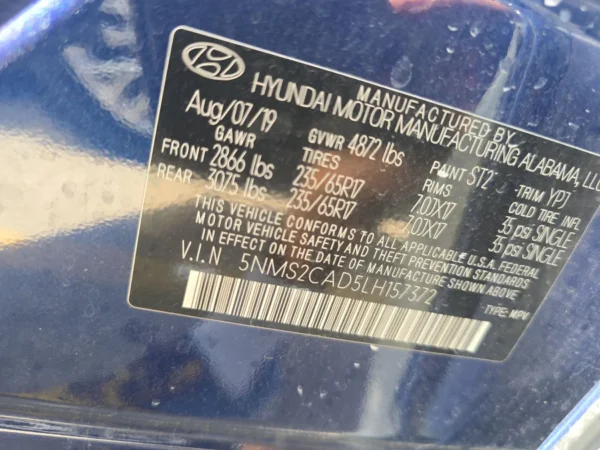 MANUFACTURED BY
HYUNDAI MOTOR MANUFACTURING ALABAMA, LLC
Aug/07/19 GVWR 4872 lbs PAINT ST2 TRIM YPT
GAWR TIRES RIMS COLD TIRE INFL
FRONT 2866 lbs 235/65R17 7.0JX17 35 psi SINGLE
REAR 3075 lbs 235/65R17 7.0JX17 35 psi SINGLE
THIS VEHICLE CONFORMS TO ALL APPLICABLE U.S.A. FEDERAL
MOTOR VEHICLE SAFETY AND THEFT PREVENTION STANDARDS
IN EFFECT ON THE DATE OF MANUFACTURE SHOWN ABOVE
V.I.N 5NMS2CAD5LH157372
TYPE: MPV